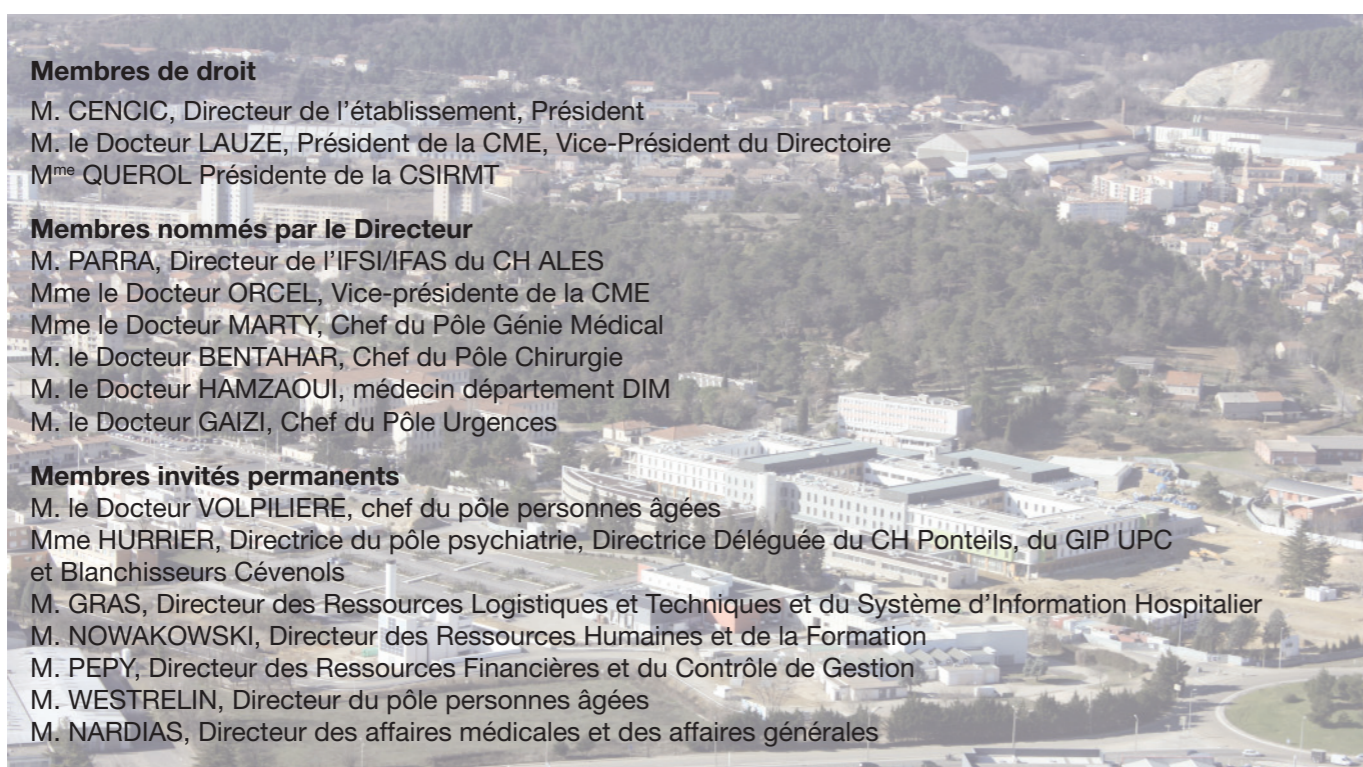 Membres de droit
M. CENCIC, Directeur de l'établissement, Président
M. le Docteur LAUZE, Président de la CME, Vice-Président du Directoire
Mme QUEROL Présidente de la CSIRMT
Membres nommés par le Directeur
M. PARRA, Directeur de l'IFSI/IFAS du CH ALES
Mme le Docteur ORCEL, Vice-présidente de la CME
Mme le Docteur MARTY, Chef du Pôle Génie Médical
M. le Docteur BENTAHAR, Chef du Pôle Chirurgie
M. le Docteur HAMZAOUI, médecin département DIM
M. le Docteur GAIZI, Chef du Pôle Urgences
Membres invités permanents
M. le Docteur VOLPILIERE, chef du pôle personnes âgées
Mme HURRIER, Directrice du pôle psychiatrie, Directrice Déléguée du CH Ponteils, du GIP UPC
et Blanchisseurs Cévenols
M. GRAS, Directeur des Ressources Logistiques et Techniques et du Système d'Information Hospitalier
M. NOWAKOWSKI, Directeur des Ressources Humaines et de la Formation
M. PEPY, Directeur des Ressources Financières et du Contrôle de Gestion
M. WESTRELIN, Directeur du pôle personnes âgées
M. NARDIAS, Directeur des affaires médicales et des affaires générales